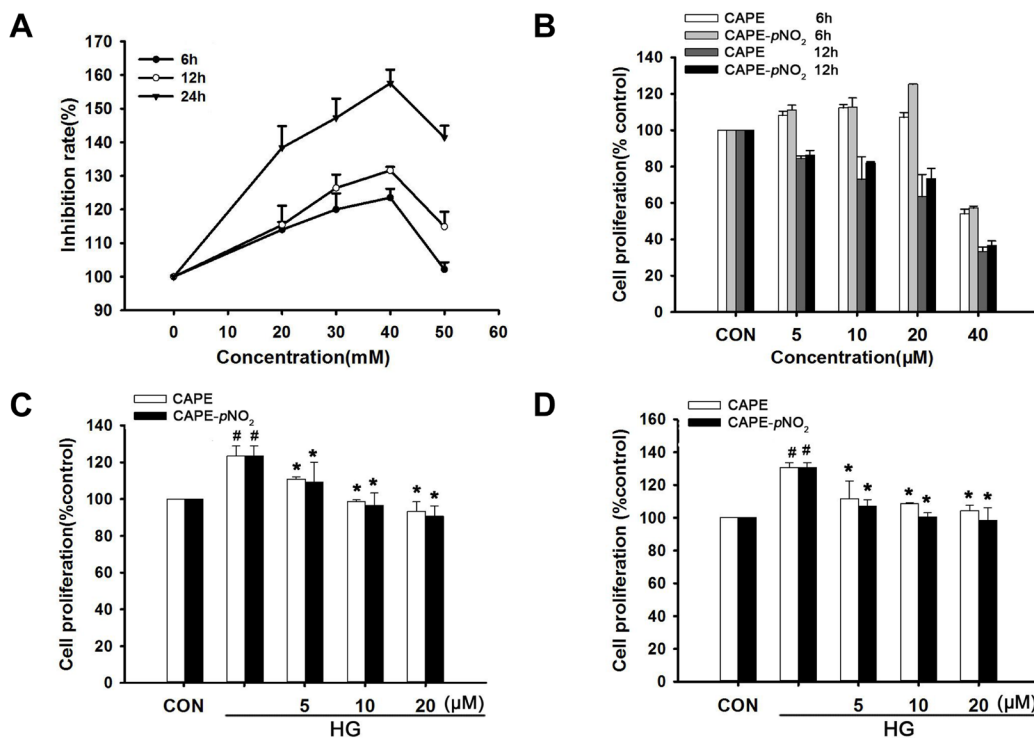 A
6h
12h
24h
Inhibition rate(%)
170
160
150
140
130
120
110
100
90
0 10 20 30 40 50 60
Concentration(mM)
B
CAPE 6h
CAPE-pNO2 6h
CAPE 12h
CAPE-pNO2 12h
Cell proliferation(% control)
140
120
100
80
60
40
20
0
CON 5 10 20 40
Concentration(µM)
C
CAPE
CAPE-pNO2
Cell proliferation(%control)
140
120
100
80
60
40
20
0
# #
* *
* *
* *
CON 5 10 20 (µM)
HG
D
CAPE
CAPE-pNO2
Cell proliferation (%control)
160
140
120
100
80
60
40
20
0
# #
* *
* *
* *
CON 5 10 20 (µM)
HG